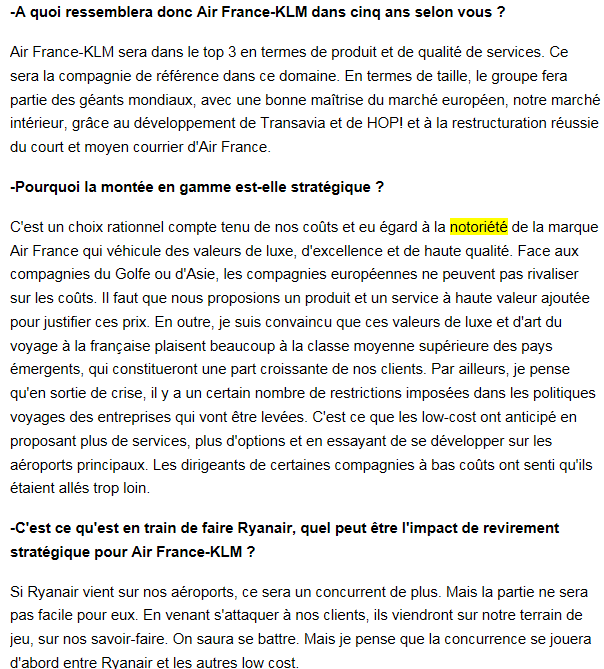 -A quoi ressemblera donc Air France-KLM dans cinq ans selon vous ?
Air France-KLM sera dans le top 3 en termes de produit et de qualité de services. Ce
sera la compagnie de référence dans ce domaine. En termes de taille, le groupe fera
partie des géants mondiaux, avec une bonne maîtrise du marché européen, notre marché
intérieur, grâce au développement de Transavia et de HOP! et à la restructuration réussie
du court et moyen courrier d'Air France.
-Pourquoi la montée en gamme est-elle stratégique ?
C'est un choix rationnel compte tenu de nos coûts et eu égard à la notoriété de la marque
Air France qui véhicule des valeurs de luxe, d'excellence et de haute qualité. Face aux
compagnies du Golfe ou d'Asie, les compagnies européennes ne peuvent pas rivaliser
sur les coûts. Il faut que nous proposions un produit et un service à haute valeur ajoutée
pour justifier ces prix. En outre, je suis convaincu que ces valeurs de luxe et d'art du
voyage à la française plaisent beaucoup à la classe moyenne supérieure des pays
émergents, qui constitueront une part croissante de nos clients. Par ailleurs, je pense
qu'en sortie de crise, il y a un certain nombre de restrictions imposées dans les politiques
voyages des entreprises qui vont être levées. C'est ce que les low-cost ont anticipé en
proposant plus de services, plus d'options et en essayant de se développer sur les
aéroports principaux. Les dirigeants de certaines compagnies à bas coûts ont senti qu'ils
étaient allés trop loin.
-C'est ce qu'est en train de faire Ryanair, quel peut être l'impact de revirement
stratégique pour Air France-KLM ?
Si Ryanair vient sur nos aéroports, ce sera un concurrent de plus. Mais la partie ne sera
pas facile pour eux. En venant s'attaquer à nos clients, ils viendront sur notre terrain de
jeu, sur nos savoir-faire. On saura se battre. Mais je pense que la concurrence se jouera
d'abord entre Ryanair et les autres low cost.